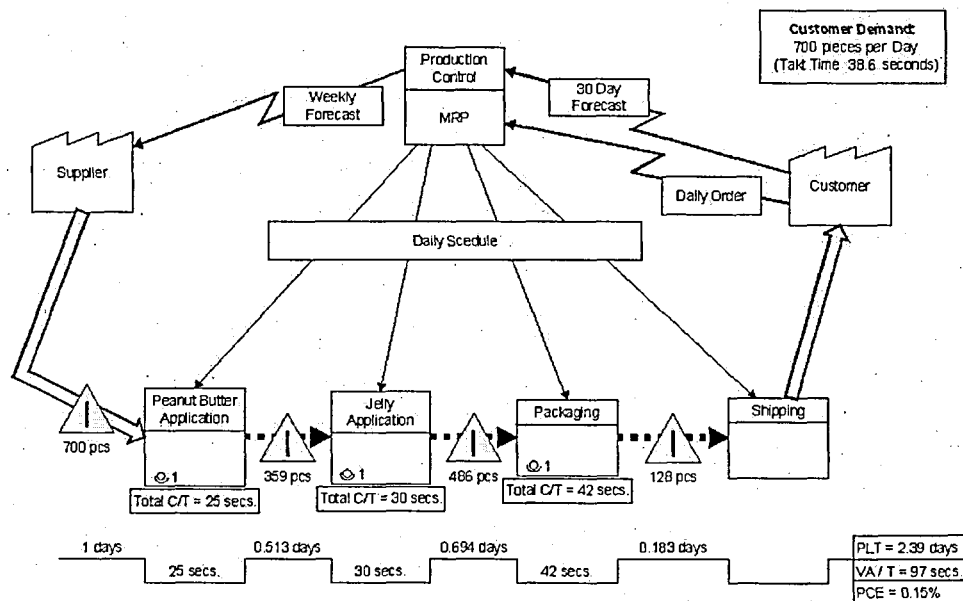 Customer Demand:
700 pieces per Day
(Takt Time 38.6 seconds)
Production
Control
MRP
Weekly
Forecast
30 Day
Forecast
Supplier
Customer
Daily Order
Daily Scedule
Peanut Butter
Application
1
Total C/T = 25 secs.
Jelly
Application
1
Total C/T = 30 secs.
Packaging
1
Total C/T = 42 secs.
Shipping
700 pcs
359 pcs
486 pcs
128 pcs
1 days
0.513 days
0.694 days
0.183 days
25 secs.
30 secs.
42 secs.
PLT = 2.39 days
VA / T = 97 secs.
PCE = 0.15%